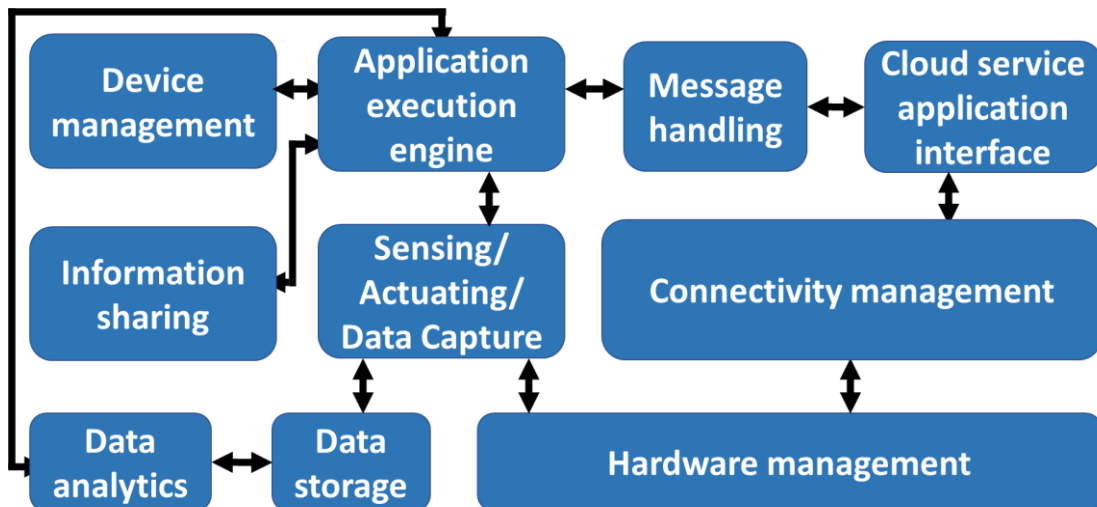 Device
management
Application
execution
engine
Message
handling
Cloud service
application
interface
Information
sharing
Sensing/
Actuating/
Data Capture
Connectivity management
Data
analytics
Data
storage
Hardware management